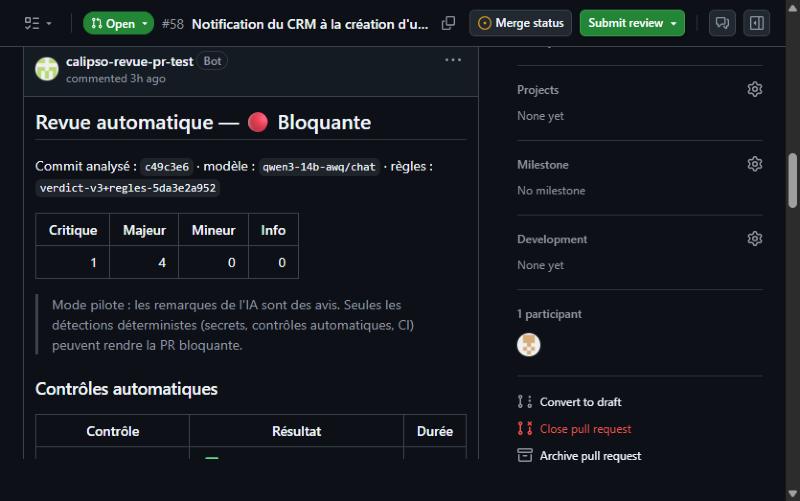 Open
#58 Notification du CRM à la création d'u...
Merge status
Submit review
calipso-revue-pr-test Bot
commented 3h ago
Revue automatique — Bloquante
Commit analysé : c49c3e6 · modèle : qwen3-14b-awq/chat · règles :
verdict-v3+regles-5da3e2a952
Critique Majeur Mineur Info
1 4 0 0
Mode pilote : les remarques de l'IA sont des avis. Seules les
détections déterministes (secrets, contrôles automatiques, CI)
peuvent rendre la PR bloquante.
Contrôles automatiques
Contrôle Résultat Durée
Projects
None yet
Milestone
No milestone
Development
None yet
1 participant
Convert to draft
Close pull request
Archive pull request